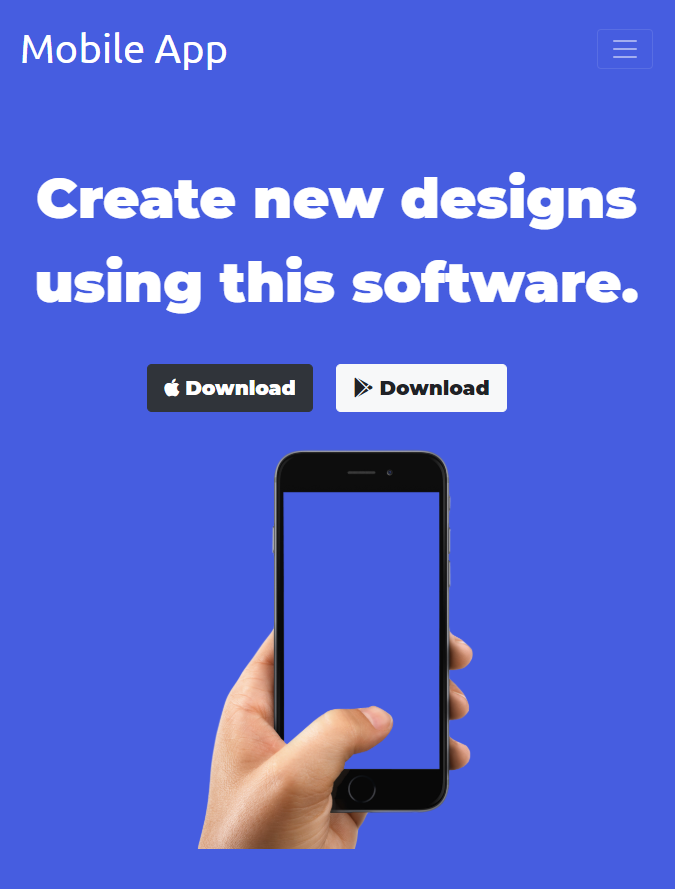 Mobile App
Create new designs
using this software.
Download
Download